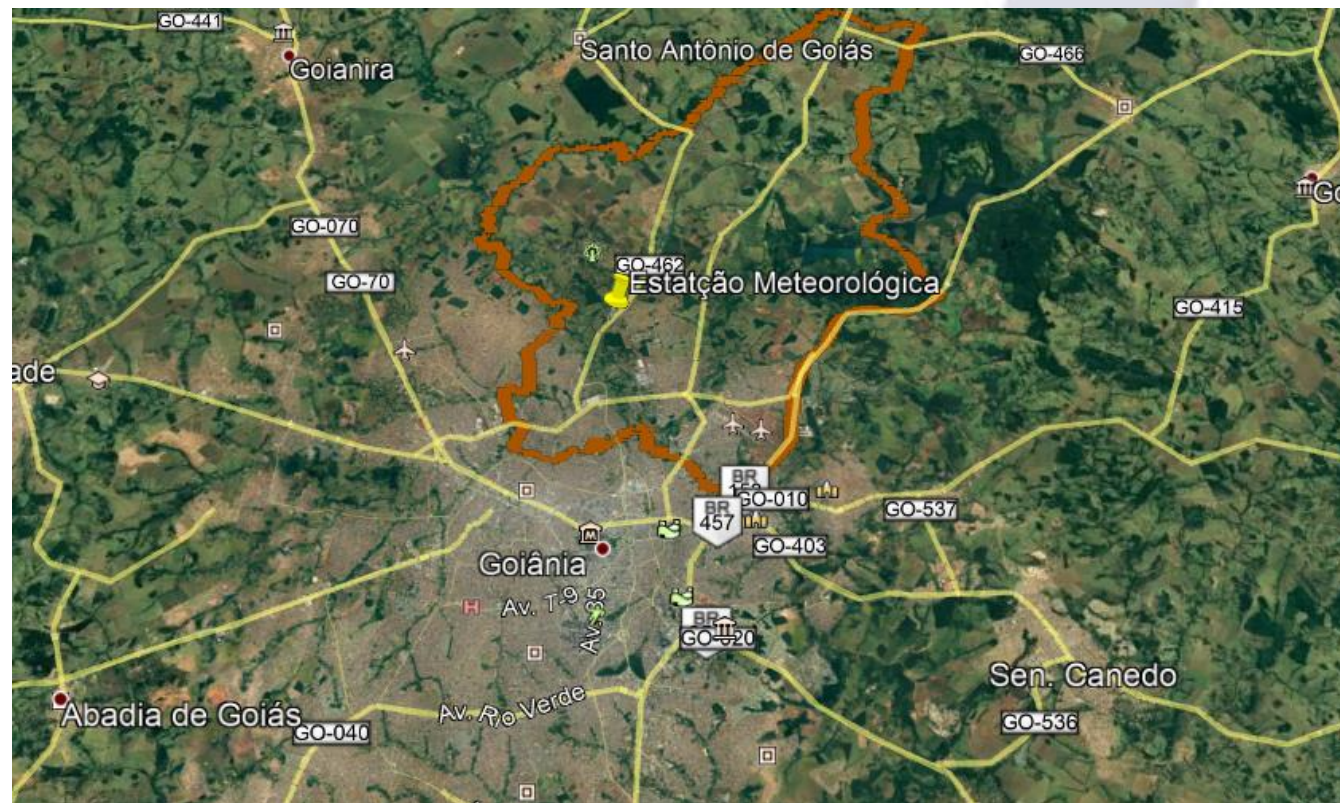 GO-441
Goianira
Santo Antônio de Goiás
GO-466
Go
GO-070
GO-462
GO-70
Estatção Meteorológica
GO-415
ade
BR
GO-010
BR
457
GO-537
GO-403
Goiânia
Av. T-9
Av. 85
H
M
BR
GO-020
Sen. Canedo
Av. Rio Verde
Abadia de Goiás
GO-040
GO-536